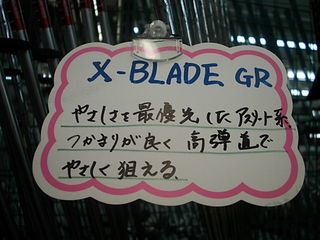 X-BLADE GR
やさしさを最優先したアスリート系。
つかまりが良く高弾道で
やさしく狙える。